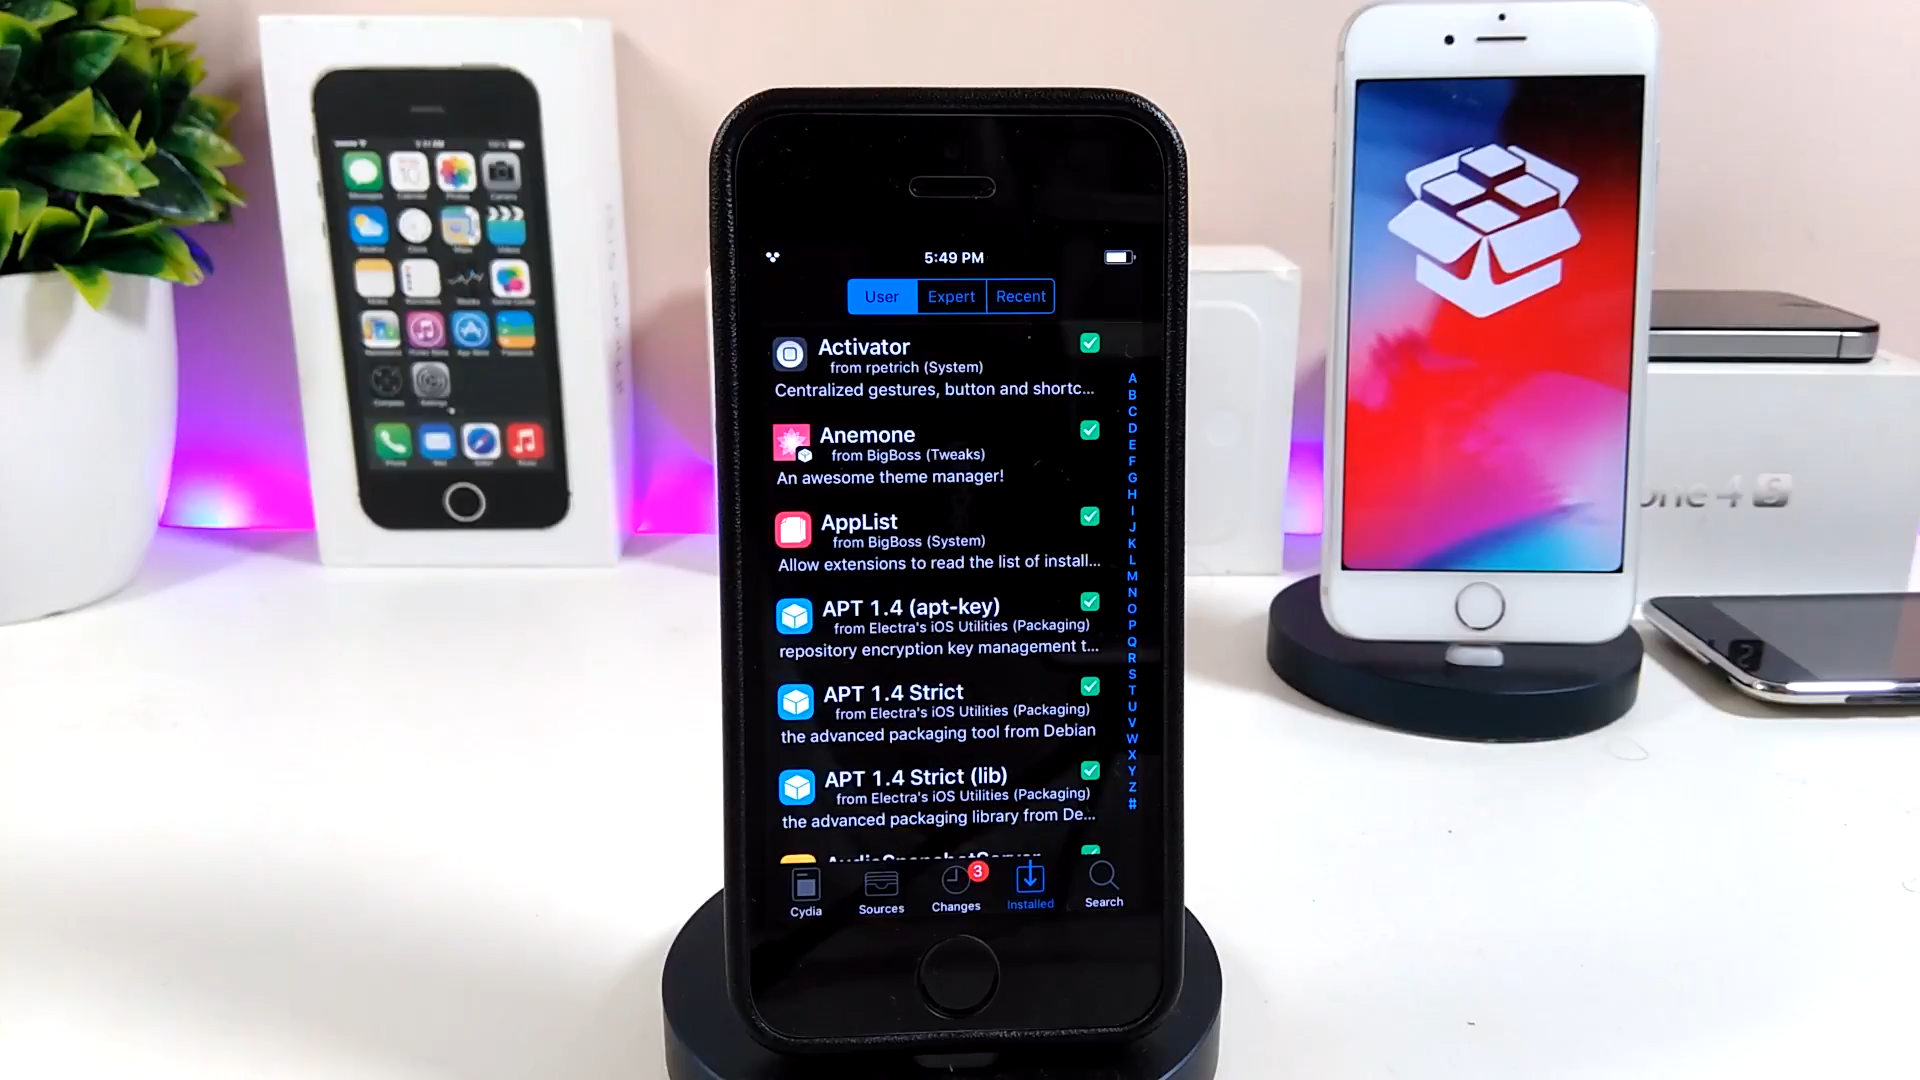 5:49 PM
User
Expert
Recent
Activator
from rpetrich (System)
Centralized gestures, button and shortc...
Anemone
from BigBoss (Tweaks)
An awesome theme manager!
AppList
from BigBoss (System)
Allow extensions to read the list of install...
APT 1.4 (apt-key)
from Electra's iOS Utilities (Packaging)
repository encryption key management t...
APT 1.4 Strict
from Electra's iOS Utilities (Packaging)
the advanced packaging tool from Debian
APT 1.4 Strict (lib)
from Electra's iOS Utilities (Packaging)
the advanced packaging library from De...
AudioSnapshotServer
A
B
C
D
E
F
G
H
I
J
K
L
M
N
O
P
Q
R
S
T
U
V
W
X
Y
Z
#
Cydia
Sources
3
Changes
Installed
Search
one 4 S